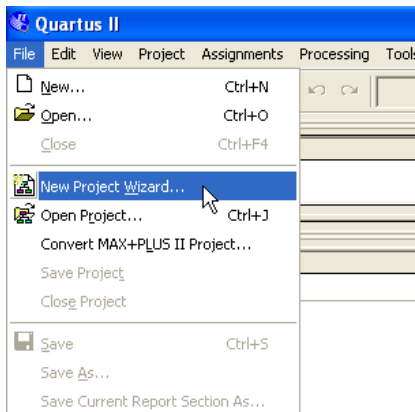 Quartus II
File Edit View Project Assignments Processing Tools
New... Ctrl+N
Open... Ctrl+O
Close Ctrl+F4
New Project Wizard...
Open Project... Ctrl+J
Convert MAX+PLUS II Project...
Save Project
Close Project
Save Ctrl+S
Save As...
Save Current Report Section As...